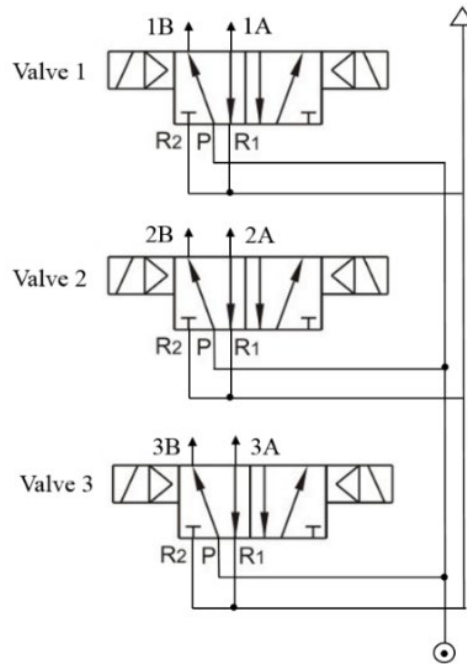 1B 1A
Valve 1
R2 P R1
2B 2A
Valve 2
R2 P R1
3B 3A
Valve 3
R2 P R1